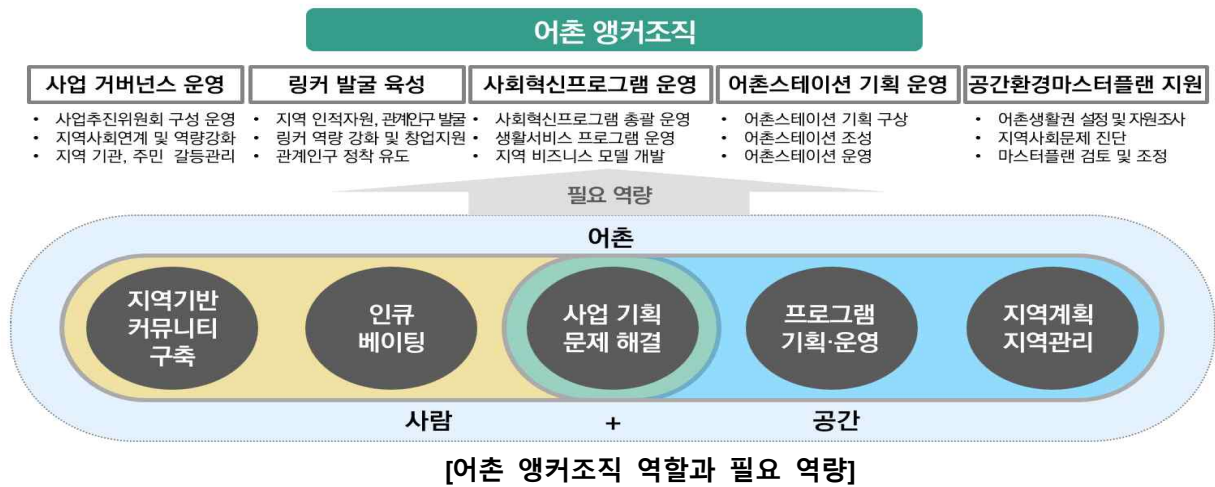 어촌 앵커조직
사업 거버넌스 운영
• 사업추진위원회 구성 운영
• 지역사회연계 및 역량강화
• 지역 기관, 주민 갈등관리
링커 발굴 육성
• 지역 인적자원, 관계인구 발굴
• 링커 역량 강화 및 창업지원
• 관계인구 정착 유도
사회혁신프로그램 운영
• 사회혁신프로그램 총괄 운영
• 생활서비스 프로그램 운영
• 지역 비즈니스 모델 개발
어촌스테이션 기획 운영
• 어촌스테이션 기획 구상
• 어촌스테이션 조성
• 어촌스테이션 운영
공간환경마스터플랜 지원
• 어촌생활권 설정 및 자원조사
• 지역사회문제 진단
• 마스터플랜 검토 및 조정
필요 역량
어촌
지역기반
커뮤니티
구축
인큐
베이팅
사업 기획
문제 해결
프로그램
기획·운영
지역계획
지역관리
사람 + 공간
[어촌 앵커조직 역할과 필요 역량]